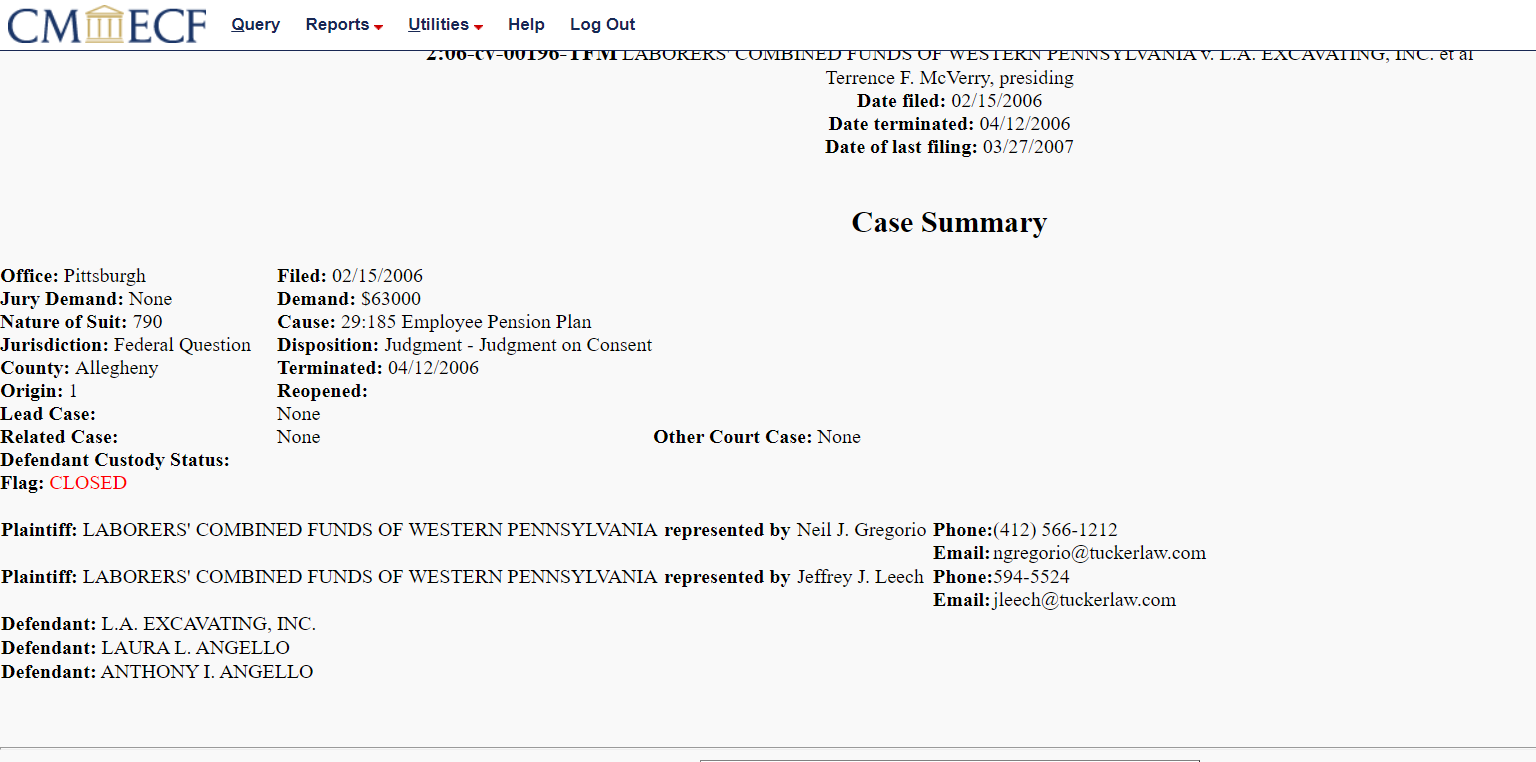 CM ECF Query Reports Utilities Help Log Out
2:06-cv-00196-TFM LABORERS' COMBINED FUNDS OF WESTERN PENNSYLVANIA v. L.A. EXCAVATING, INC. et al
Terrence F. McVerry, presiding
Date filed: 02/15/2006
Date terminated: 04/12/2006
Date of last filing: 03/27/2007
Case Summary
Office: Pittsburgh Filed: 02/15/2006
Jury Demand: None Demand: $63000
Nature of Suit: 790 Cause: 29:185 Employee Pension Plan
Jurisdiction: Federal Question Disposition: Judgment - Judgment on Consent
County: Allegheny Terminated: 04/12/2006
Origin: 1 Reopened:
Lead Case: None
Related Case: None Other Court Case: None
Defendant Custody Status:
Flag: CLOSED
Plaintiff: LABORERS' COMBINED FUNDS OF WESTERN PENNSYLVANIA represented by Neil J. Gregorio Phone:(412) 566-1212
Email: ngregorio@tuckerlaw.com
Plaintiff: LABORERS' COMBINED FUNDS OF WESTERN PENNSYLVANIA represented by Jeffrey J. Leech Phone:594-5524
Email: jleech@tuckerlaw.com
Defendant: L.A. EXCAVATING, INC.
Defendant: LAURA L. ANGELLO
Defendant: ANTHONY I. ANGELLO